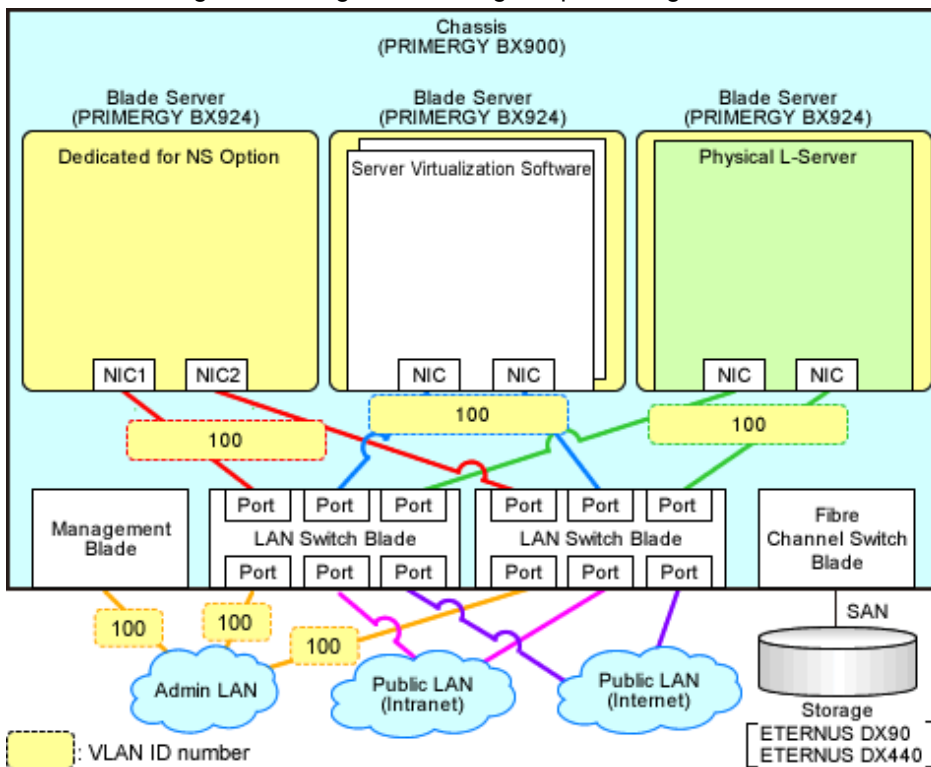 Chassis
(PRIMERGY BX900)
Blade Server
(PRIMERGY BX924)
Blade Server
(PRIMERGY BX924)
Blade Server
(PRIMERGY BX924)
Dedicated for NS Option
Server Virtualization Software
Physical L-Server
NIC1
NIC2
NIC
NIC
NIC
NIC
100
100
100
Management
Blade
Port
Port
Port
LAN Switch Blade
Port
Port
Port
Port
Port
Port
LAN Switch Blade
Port
Port
Port
Fibre
Channel Switch
Blade
100
100
100
SAN
Admin LAN
Public LAN
(Intranet)
Public LAN
(Internet)
Storage
ETERNUS DX90
ETERNUS DX440
: VLAN ID number